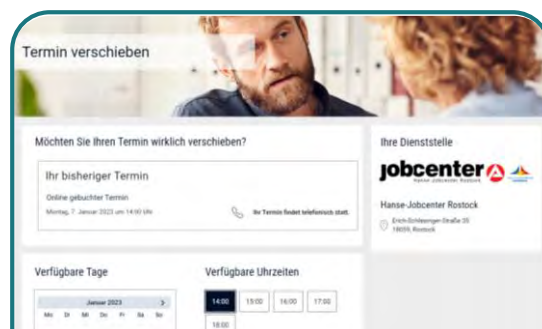 Termin verschieben
Möchten Sie Ihren Termin wirklich verschieben?
Ihr bisheriger Termin
Online gebuchter Termin
Montag, 7. Januar 2023 um 14:00 Uhr
Ihr Termin findet telefonisch statt.
Ihre Dienststelle
jobcenter
Hanse-Jobcenter Rostock
Hanse-Jobcenter Rostock
Erich-Schlesinger-Straße 35
18059, Rostock
Verfügbare Tage
Januar 2023
Mo Di Mi Do Fr Sa So
Verfügbare Uhrzeiten
14:00 15:00 16:00 17:00
18:00